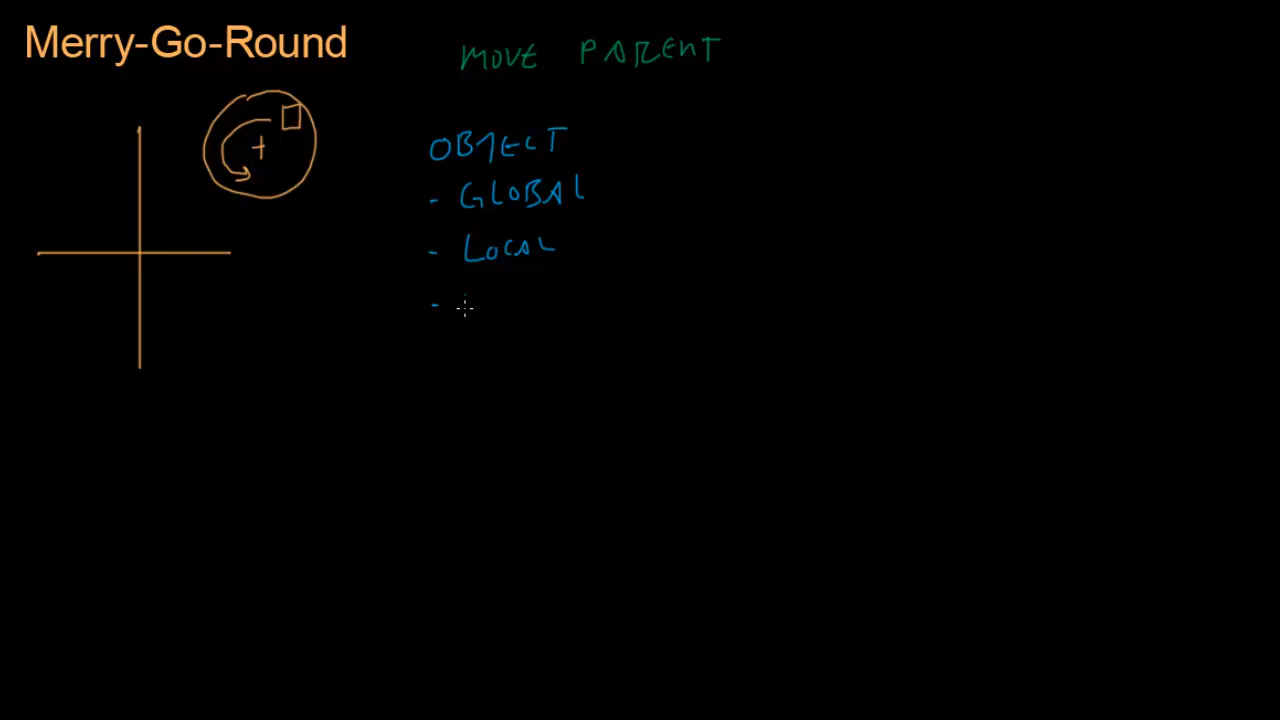 Merry-Go-Round
MOVE PARENT
OBJECT
- GLOBAL
- LOCAL
-